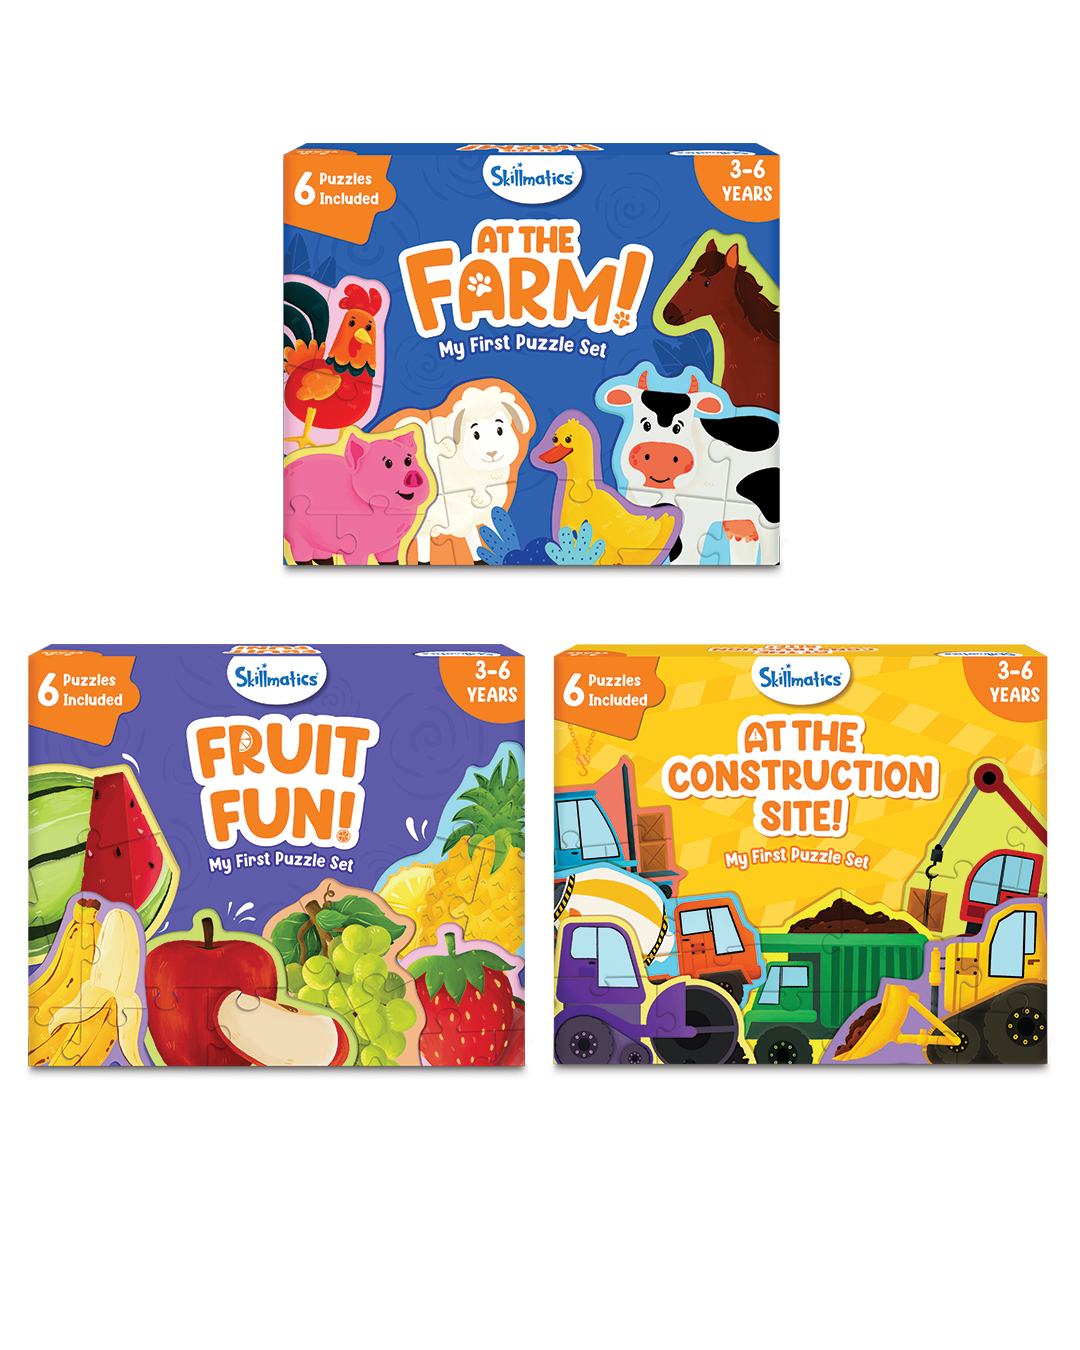 6 Puzzles
Included
Skillmatics
3-6
YEARS
AT THE
FARM!
My First Puzzle Set
6 Puzzles
Included
Skillmatics
3-6
YEARS
FRUIT
FUN!
My First Puzzle Set
6 Puzzles
Included
Skillmatics
3-6
YEARS
AT THE
CONSTRUCTION
SITE!
My First Puzzle Set